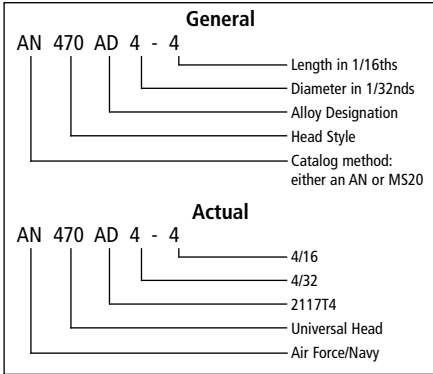 General
AN 470 AD 4 - 4
Length in 1/16ths
Diameter in 1/32nds
Alloy Designation
Head Style
Catalog method:
either an AN or MS20
Actual
AN 470 AD 4 - 4
4/16
4/32
2117T4
Universal Head
Air Force/Navy